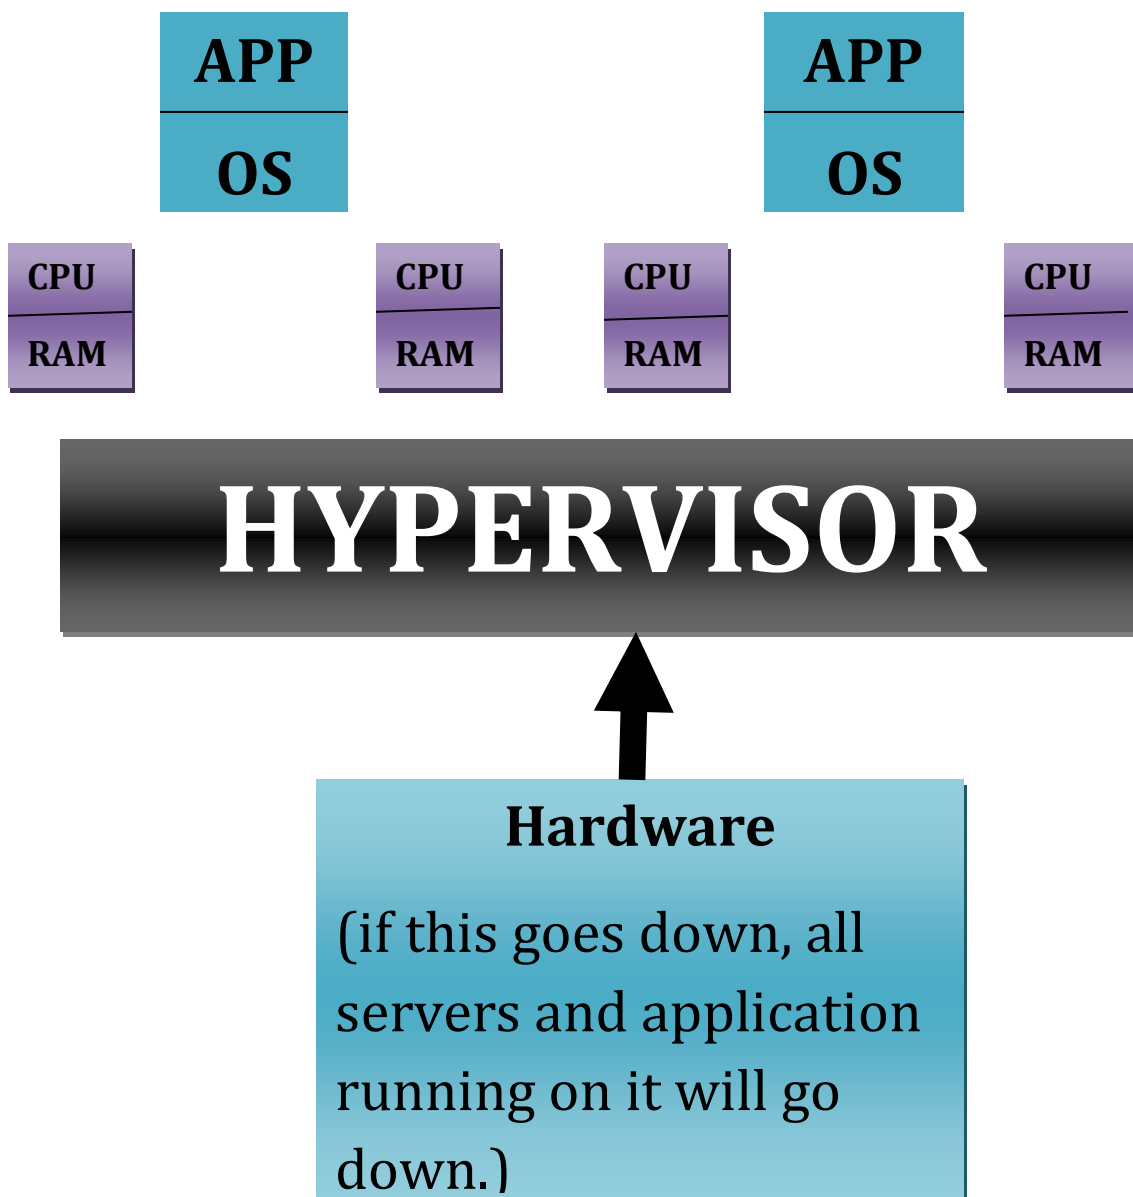 APP APP
OS OS
CPU CPU CPU CPU
RAM RAM RAM RAM
HYPERVISOR
Hardware
(if this goes down, all
servers and application
running on it will go
down.)